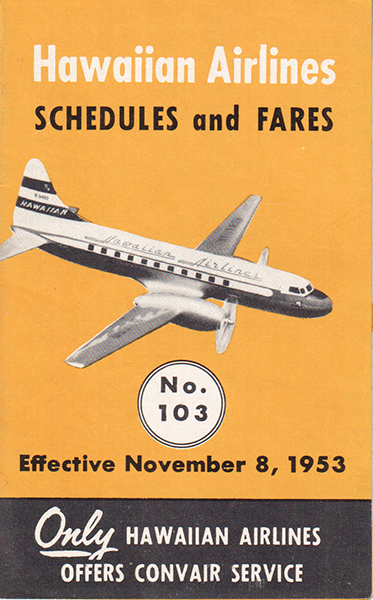 Hawaiian Airlines
SCHEDULES and FARES
HAWAIIAN
Hawaiian Airlines
No.
103
Effective November 8, 1953
Only HAWAIIAN AIRLINES
OFFERS CONVAIR SERVICE